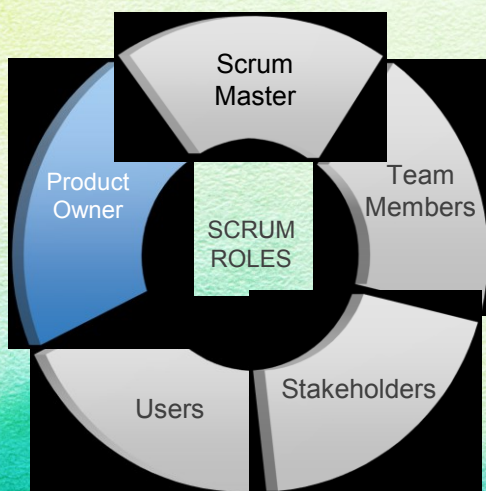 Scrum
Master
Product
Owner
Team
Members
SCRUM
ROLES
Stakeholders
Users